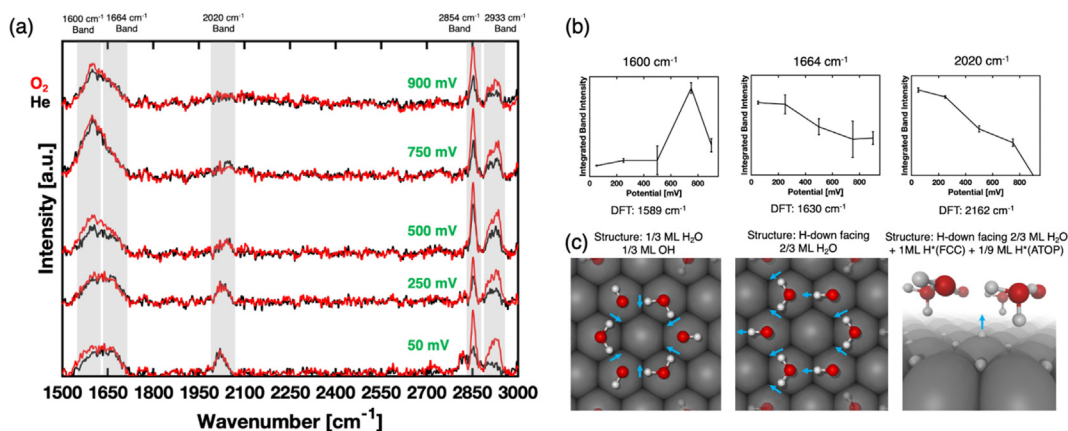 (a)
1600 cm⁻¹ Band
1664 cm⁻¹ Band
2020 cm⁻¹ Band
2854 cm⁻¹ Band
2933 cm⁻¹ Band
O₂
He
900 mV
750 mV
500 mV
250 mV
50 mV
Intensity [a.u.]
1500 1650 1800 1950 2100 2250 2400 2550 2700 2850 3000
Wavenumber [cm⁻¹]
(b)
1600 cm⁻¹
Integrated Band Intensity
0 200 400 600 800
Potential [mV]
DFT: 1589 cm⁻¹
1664 cm⁻¹
Integrated Band Intensity
0 200 400 600 800
Potential [mV]
DFT: 1630 cm⁻¹
2020 cm⁻¹
Integrated Band Intensity
0 200 400 600 800
Potential [mV]
DFT: 2162 cm⁻¹
(c)
Structure: 1/3 ML H₂O
1/3 ML OH
Structure: H-down facing
2/3 ML H₂O
Structure: H-down facing 2/3 ML H₂O
+ 1ML H*(FCC) + 1/9 ML H*(ATOP)